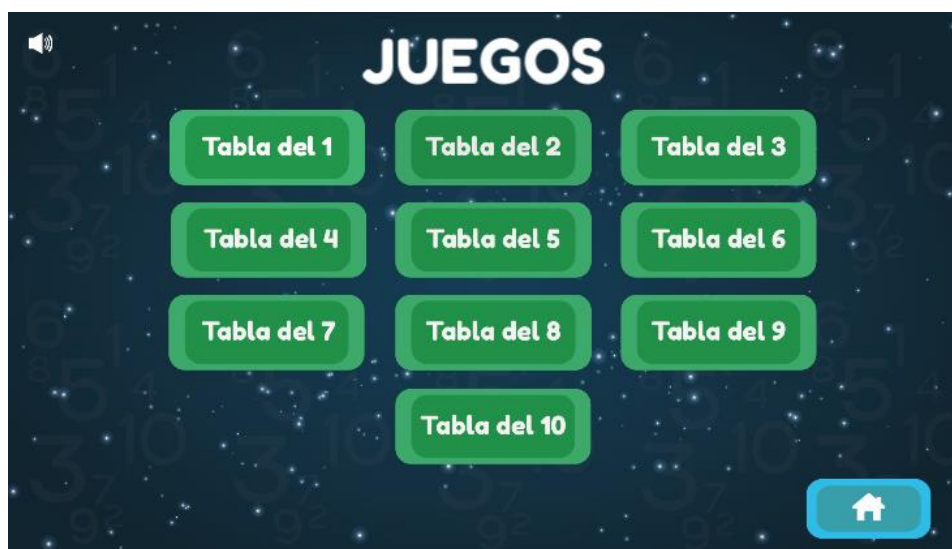 JUEGOS
Tabla del 1
Tabla del 2
Tabla del 3
Tabla del 4
Tabla del 5
Tabla del 6
Tabla del 7
Tabla del 8
Tabla del 9
Tabla del 10